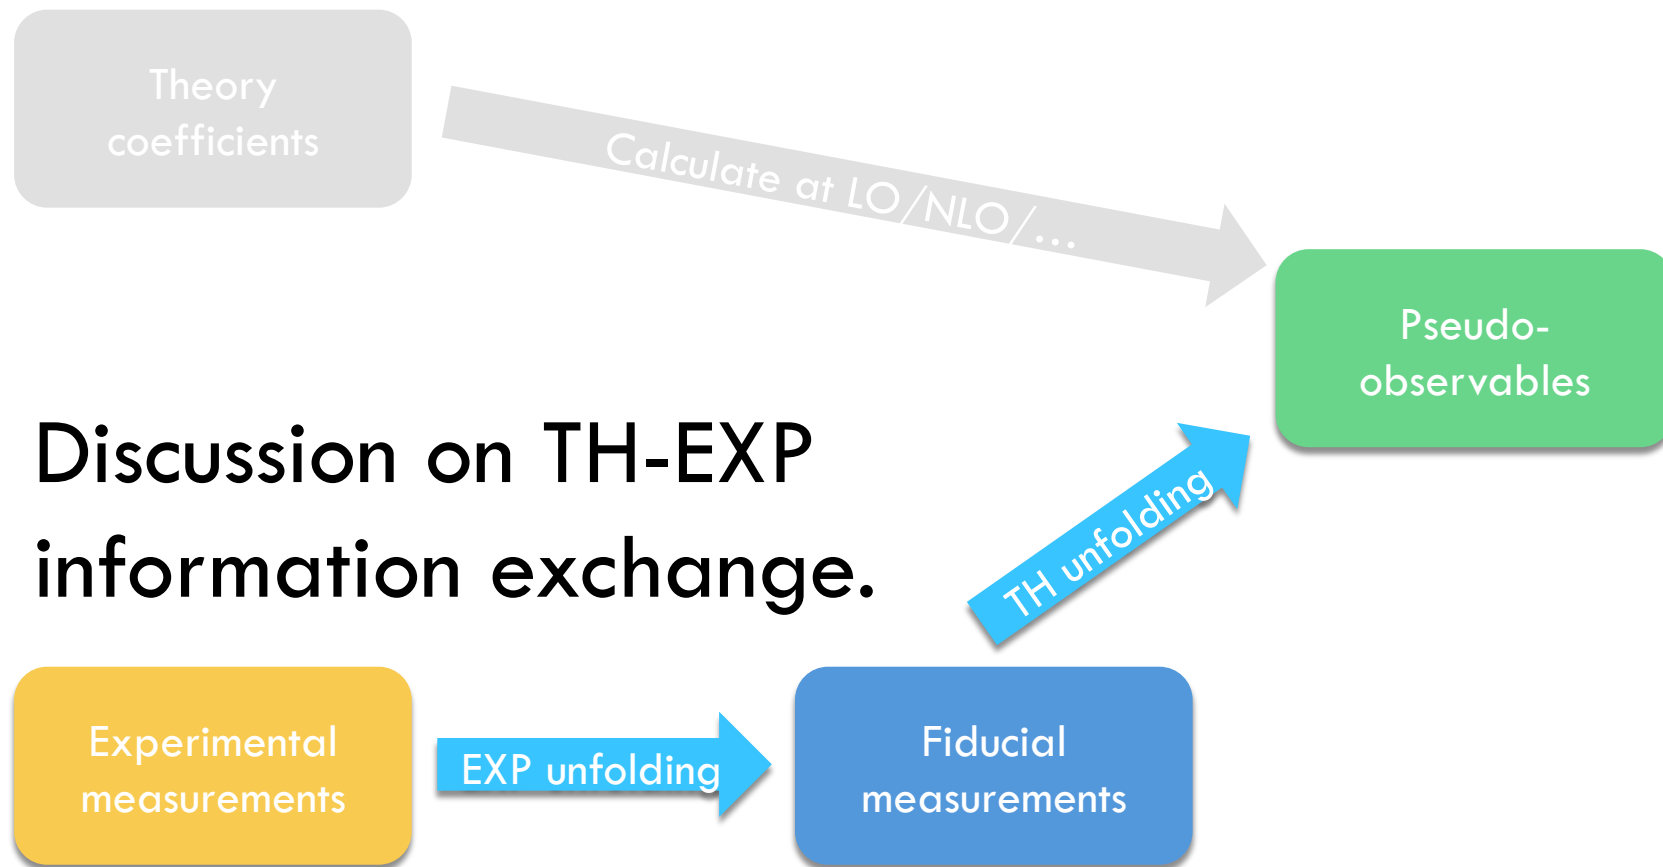 Theory
coefficients
Calculate at LO/NLO/...
Pseudo-
observables
Discussion on TH-EXP
information exchange.
TH unfolding
Experimental
measurements
EXP unfolding
Fiducial
measurements